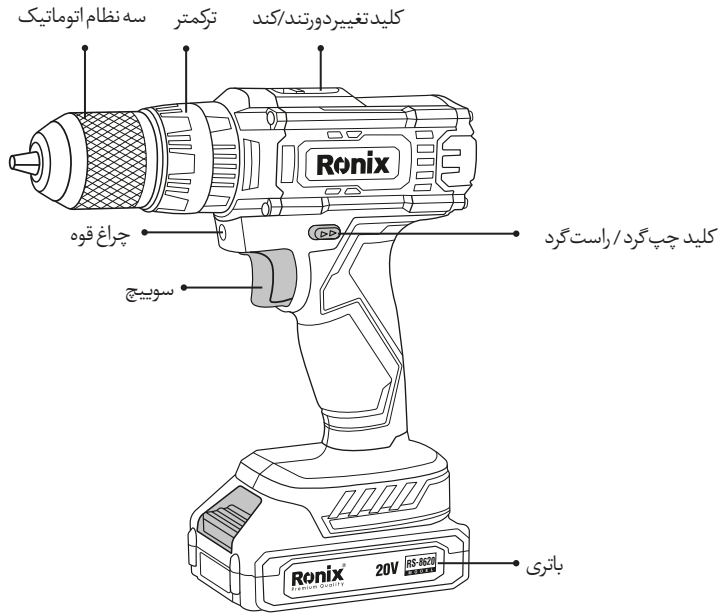 کلید تغییر دور تند/کند
ترکمتر
سه نظام اتوماتیک
Ronix
کلید چپ‌گرد / راست‌گرد
چراغ قوه
سوییچ
باتری
Ronix®
Premium Quality
20V
RS-8620
MODEL